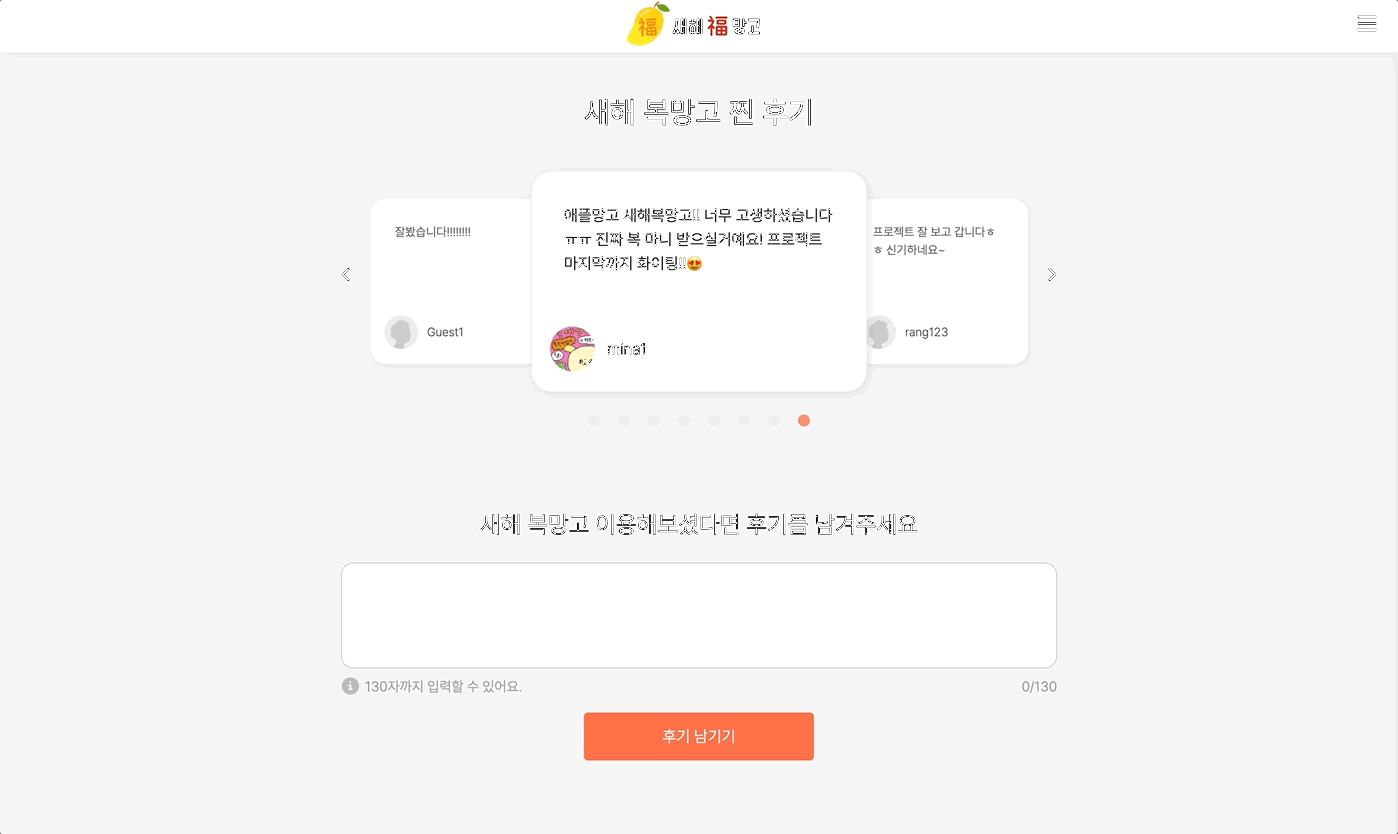 福 새해 福 망고
새해 복망고 찐 후기
잘봤습니다!!!!!!!!
Guest1
애플망고 새해복망고!! 너무 고생하셨습니다
ㅠㅠ 진짜 복 마니 받으실거예요! 프로젝트
마지막까지 화이팅!!😍
mina1
프로젝트 잘 보고 갑니다ㅎ
ㅎ 신기하네요~
rang123
새해 복망고 이용해보셨다면 후기를 남겨주세요
130자까지 입력할 수 있어요.
0/130
후기 남기기